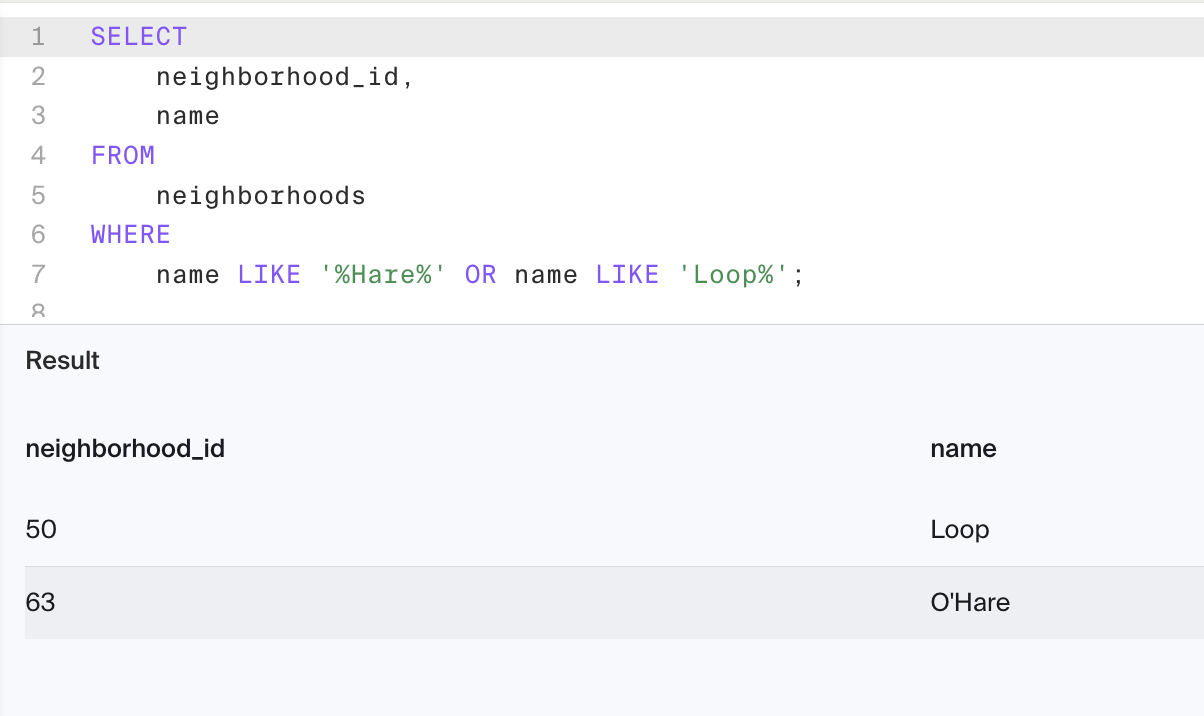 1 SELECT
2     neighborhood_id,
3     name
4 FROM
5     neighborhoods
6 WHERE
7     name LIKE '%Hare%' OR name LIKE 'Loop%';
8
Result
neighborhood_id name
50 Loop
63 O'Hare